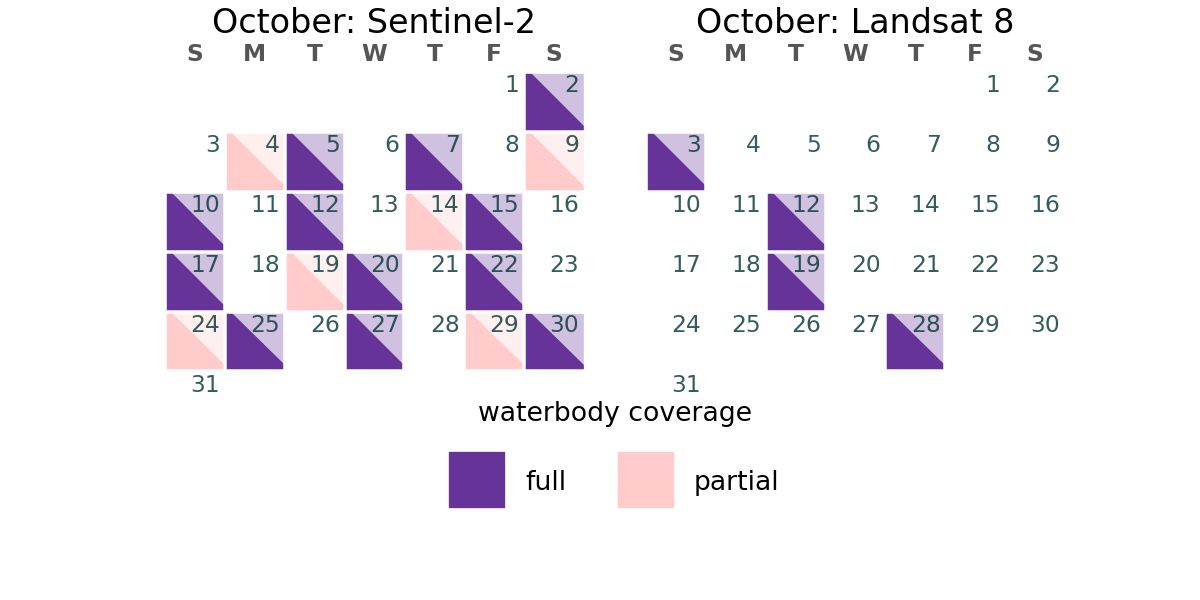 October: Sentinel-2
S M T W T F S
1 2
3 4 5 6 7 8 9
10 11 12 13 14 15 16
17 18 19 20 21 22 23
24 25 26 27 28 29 30
31
October: Landsat 8
S M T W T F S
1 2
3 4 5 6 7 8 9
10 11 12 13 14 15 16
17 18 19 20 21 22 23
24 25 26 27 28 29 30
31
waterbody coverage
full partial